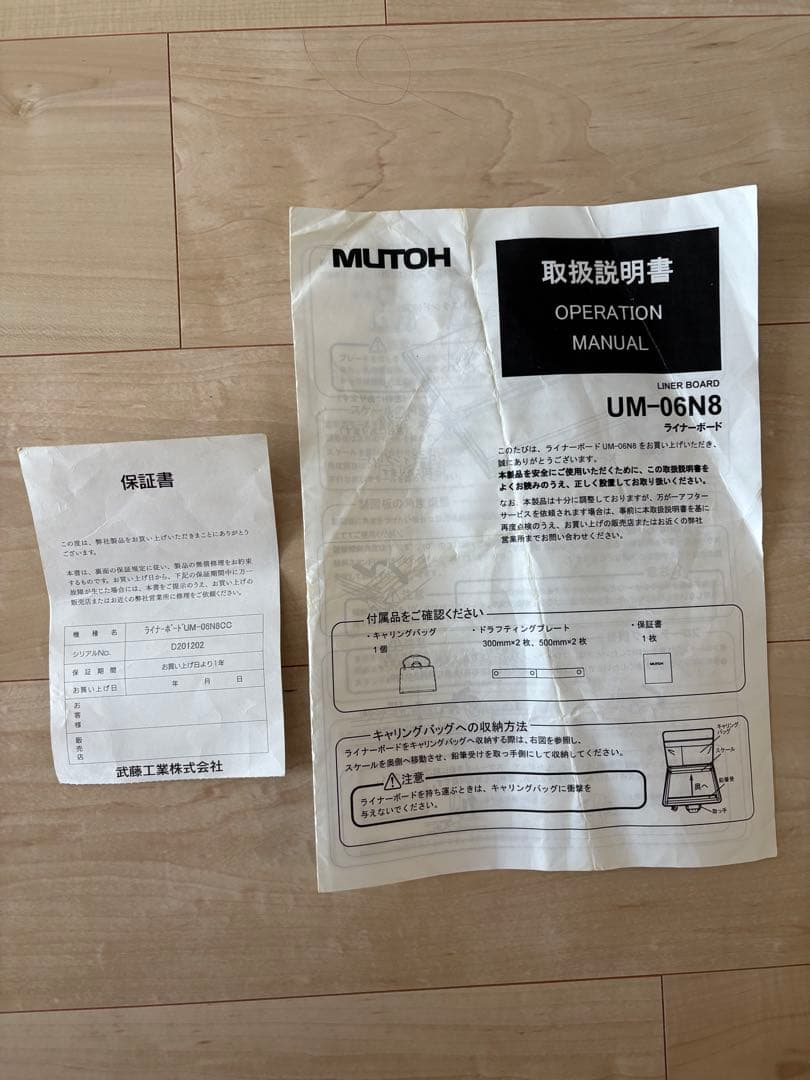 保証書
この度は、弊社製品をお買い上げいただきまことにありがとう
ございます。
本書は、裏面の保証規定に従い、製品の無償修理をお約束
するものです。お買い上げ日から、下記の保証期間中に万一
故障が生じた場合には、本書をご提示のうえ、お買い上げの
販売店またはお近くの弊社営業所に修理をご依頼ください。
機種名 ライナーボードUM-06N8CC
シリアルNo. D201202
保証期間 お買い上げ日より1年
お買い上げ日 年 月 日
お客様
販売店
武藤工業株式会社
MUTOH
取扱説明書
OPERATION
MANUAL
LINER BOARD
UM-06N8
ライナーボード
このたびは、ライナーボードUM-06N8をお買い上げいただき、
誠にありがとうございます。
本製品を安全にご使用いただくために、この取扱説明書を
よくお読みのうえ、正しく設置してお取り扱いください。
なお、本製品は十分に調整しておりますが、万がーアフター
サービスを依頼される場合は、事前に本取扱説明書を基に
再度点検のうえ、お買い上げの販売店またはお近くの弊社
営業所までお問い合わせください。
付属品をご確認ください
・キャリングバッグ
1個
・ドラフティングプレート
300mm×2枚、500mm×2枚
・保証書
1枚
MUTOH
キャリングバッグへの収納方法
ライナーボードをキャリングバッグへ収納する際は、右図を参照し、
スケールを奥側へ移動させ、鉛筆受けを取っ手側にして収納してください。
注意
ライナーボードを持ち運ぶときは、キャリングバッグに衝撃を
与えないでください。
キャリング
バッグ
スケール
奥へ
鉛筆受
取っ手